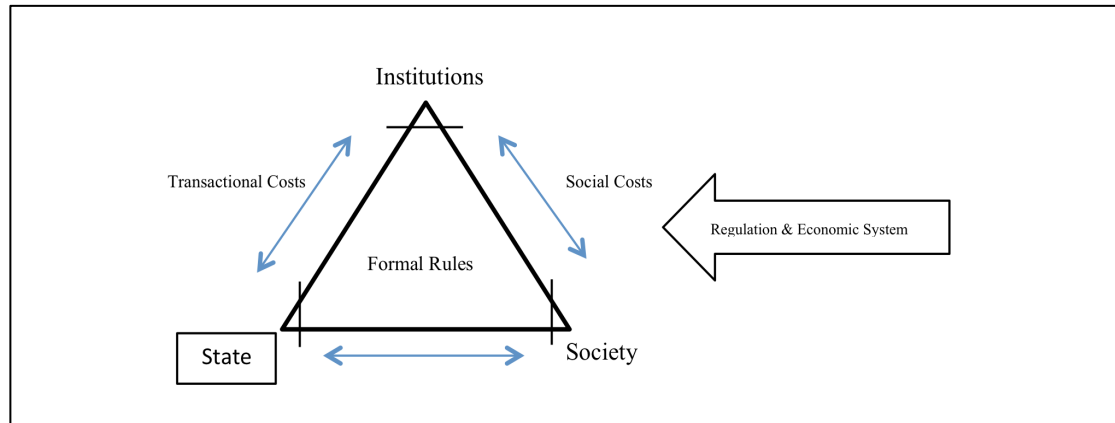 Institutions
Transactional Costs
Social Costs
Regulation & Economic System
Formal Rules
State
Society